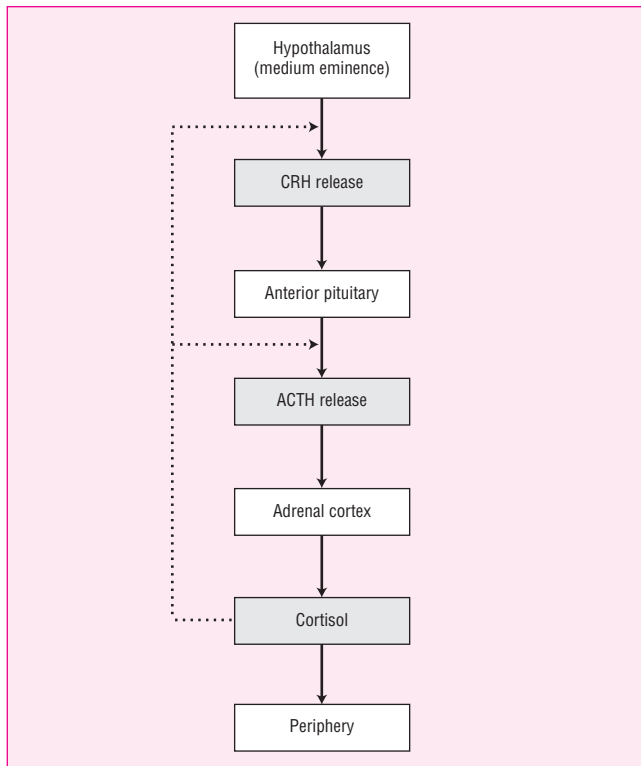 Hypothalamus
(medium eminence)
CRH release
Anterior pituitary
ACTH release
Adrenal cortex
Cortisol
Periphery